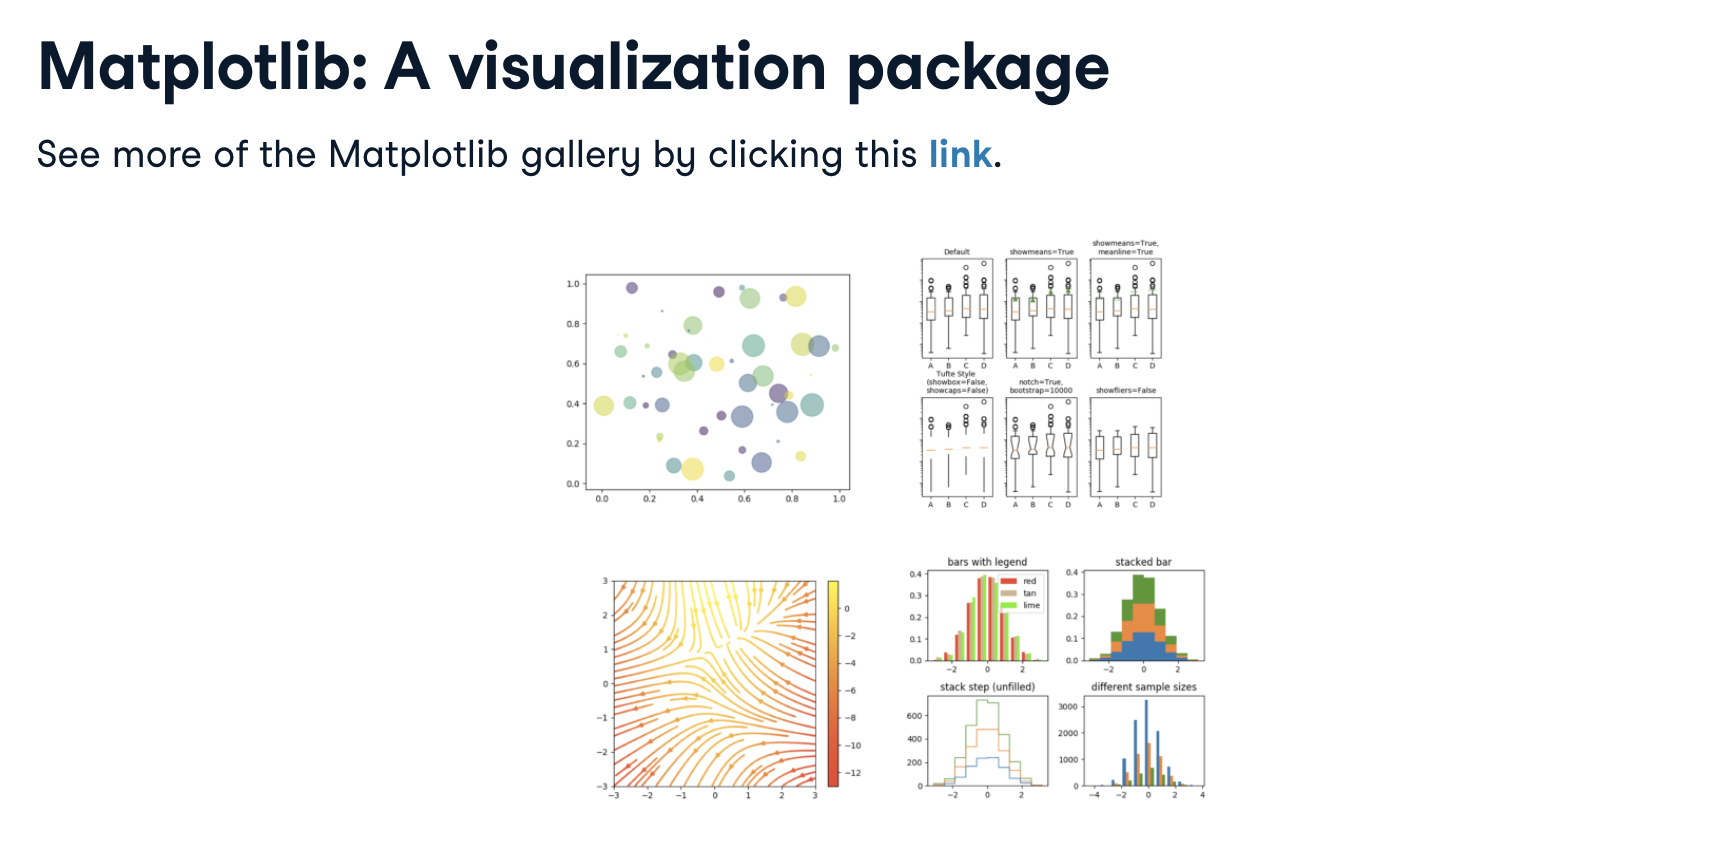 Matplotlib: A visualization package
See more of the Matplotlib gallery by clicking this link.
1.0
0.8
0.6
0.4
0.2
0.0
0.0 0.2 0.4 0.6 0.8 1.0
Default
A B C D
showmeans=True
A B C D
showmeans=True,
meanline=True
A B C D
Tufte Style
(showbox=False,
showcaps=False)
A B C D
notch=True,
bootstrap=10000
A B C D
showfliers=False
A B C D
3
2
1
0
−1
−2
−3
−3 −2 −1 0 1 2 3
0
−2
−4
−6
−8
−10
−12
bars with legend
0.4
0.3
0.2
0.1
0.0
−2 0 2
red
tan
lime
stacked bar
0.4
0.3
0.2
0.1
0.0
−2 0 2
stack step (unfilled)
600
400
200
0
−2 0 2
different sample sizes
3000
2000
1000
0
−4 −2 0 2 4